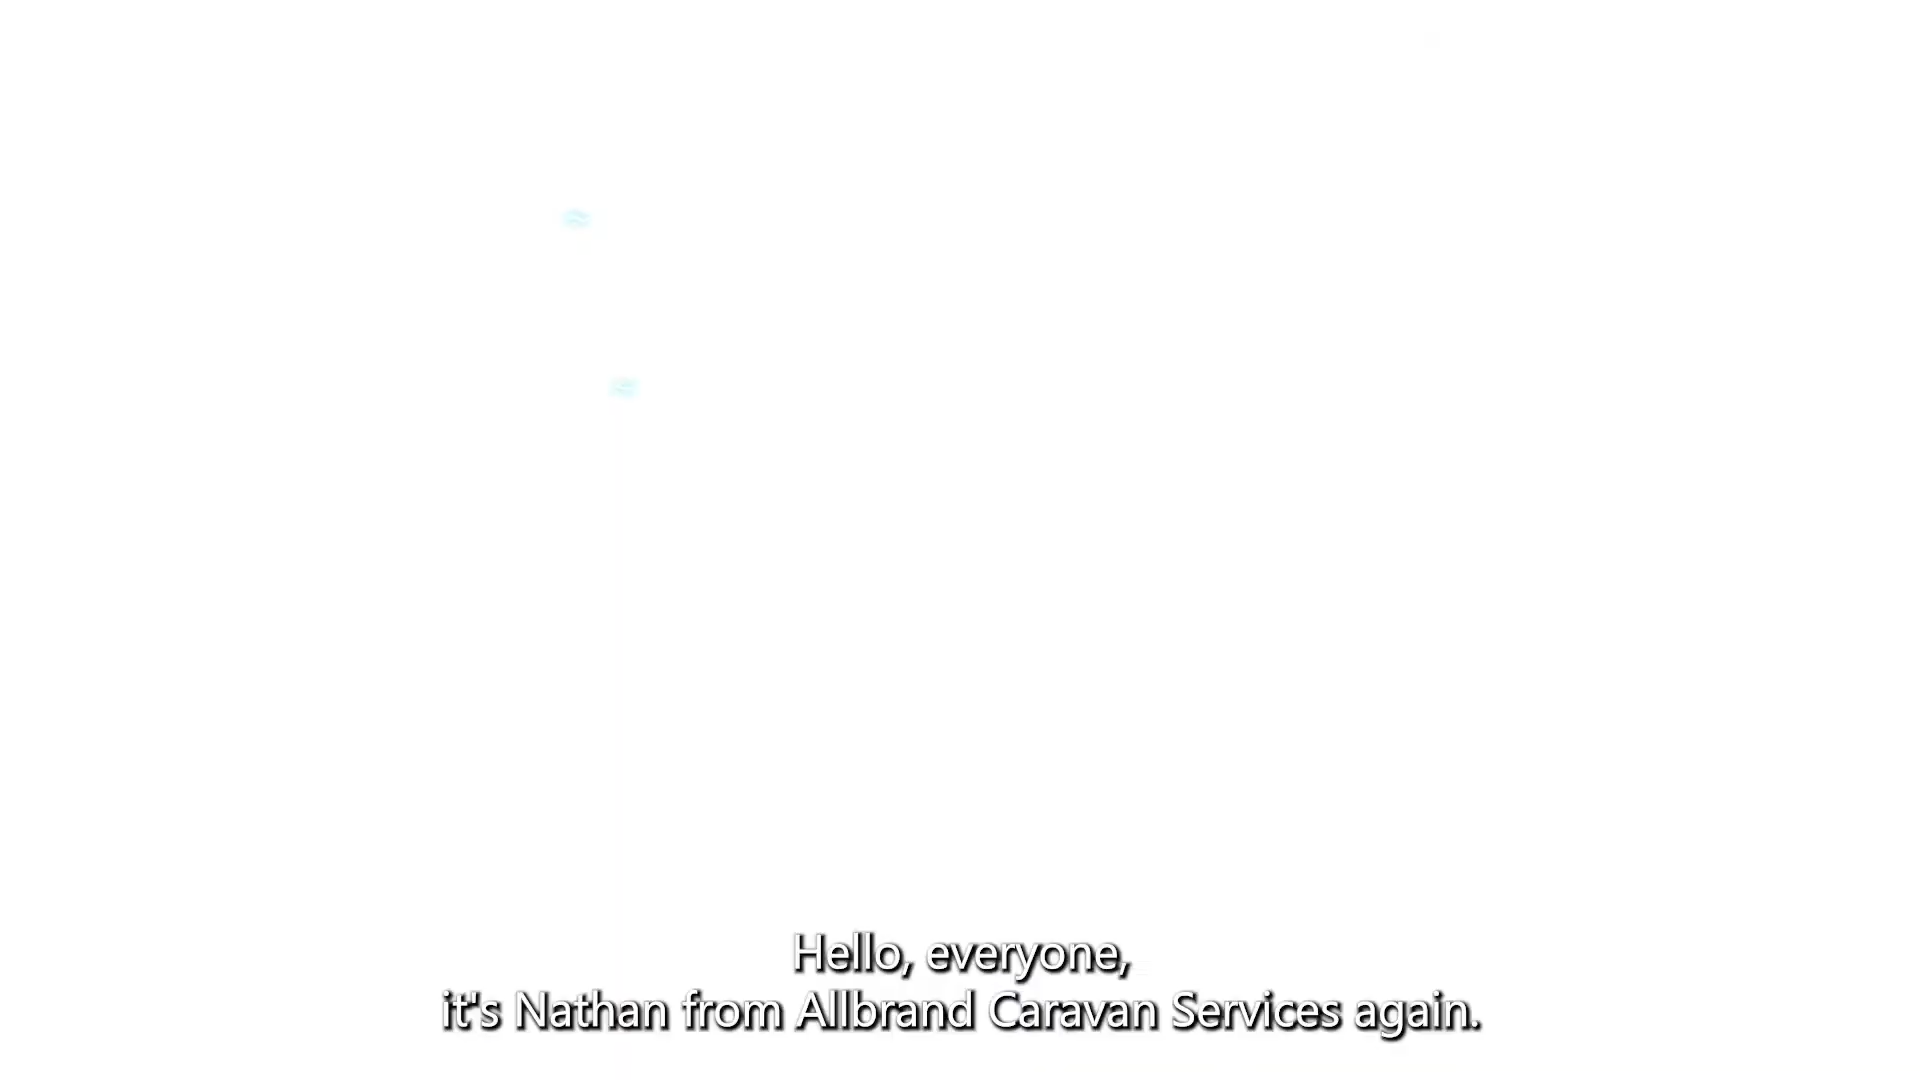 Hello, everyone,
it's Nathan from Allbrand Caravan Services again.